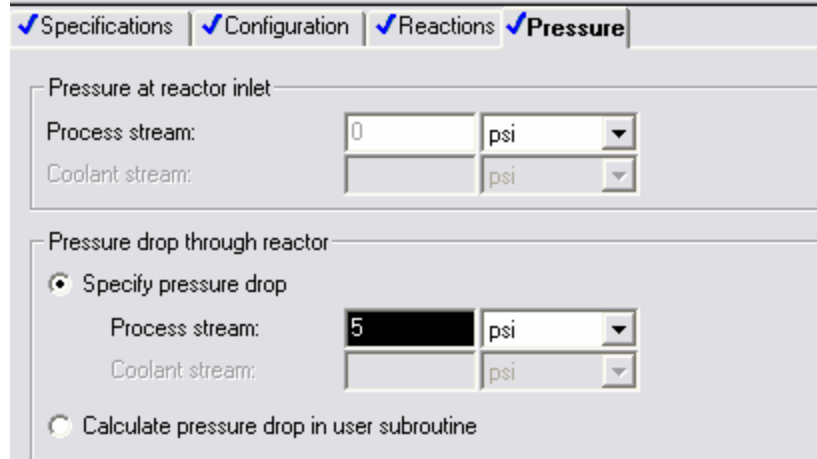 Specifications Configuration Reactions Pressure
Pressure at reactor inlet
Process stream: 0 psi
Coolant stream: psi
Pressure drop through reactor
Specify pressure drop
Process stream: 5 psi
Coolant stream: psi
Calculate pressure drop in user subroutine